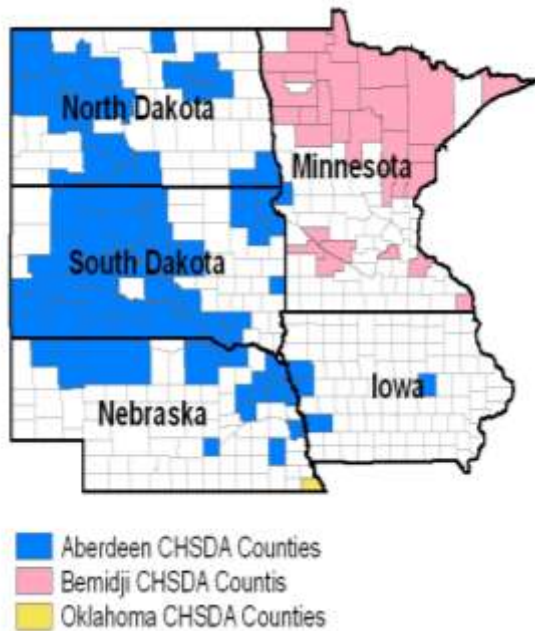 North Dakota
Minnesota
South Dakota
Nebraska
Iowa
Aberdeen CHSDA Counties
Bemidji CHSDA Countis
Oklahoma CHSDA Counties